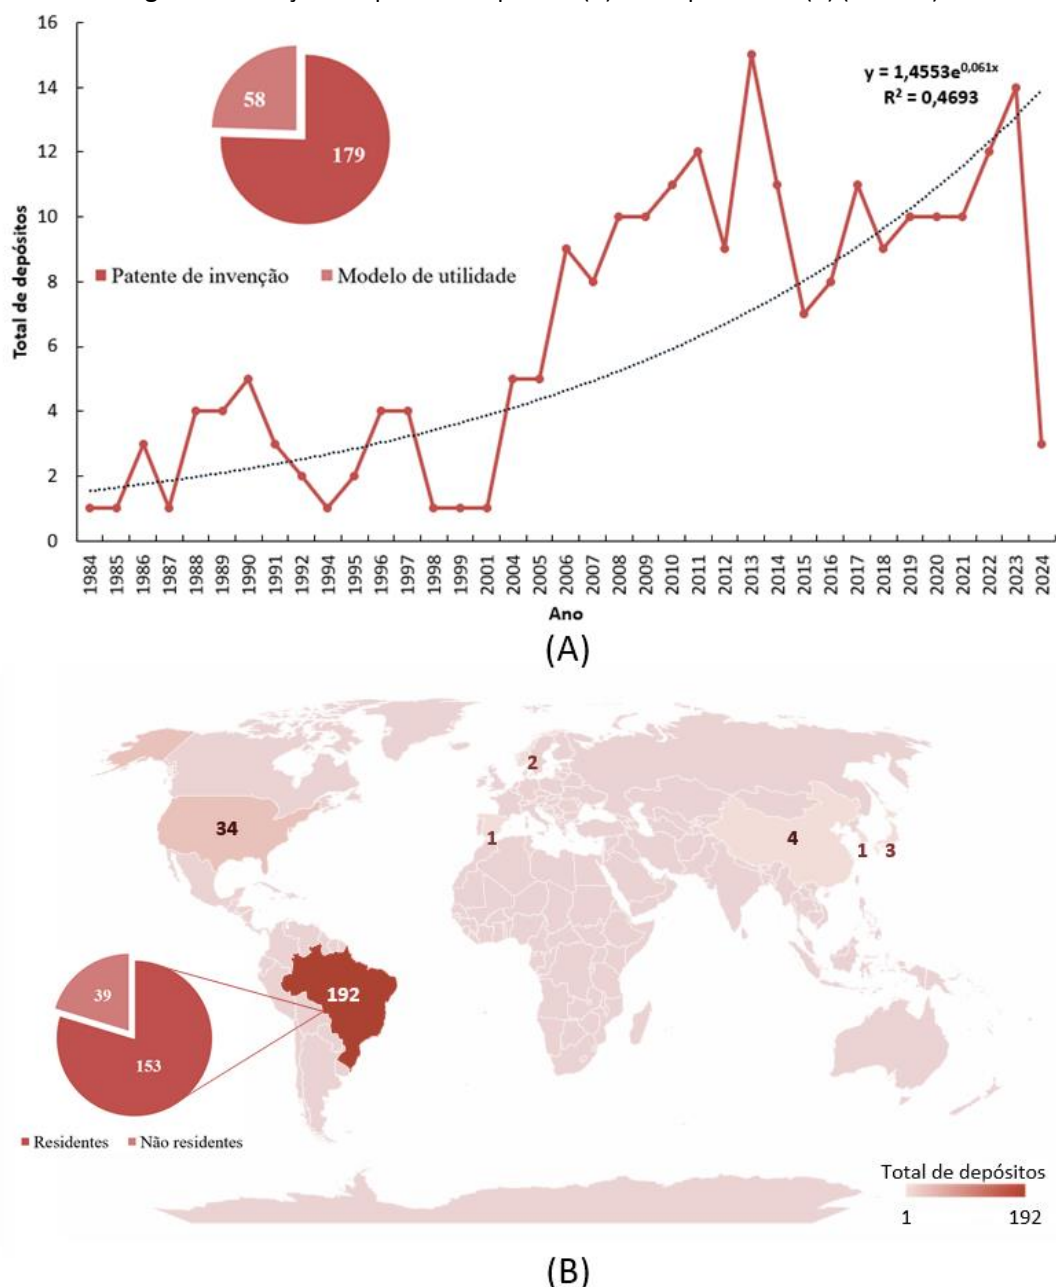 16
y = 1,4553e0,061x
R2 = 0,4693
14
58
12
179
10
Patente de invenção Modelo de utilidade
8
6
4
2
0
Total de depósitos
1984 1985 1986 1987 1988 1989 1990 1991 1992 1994 1995 1996 1997 1998 1999 2001 2004 2005 2006 2007 2008 2009 2010 2011 2012 2013 2014 2015 2016 2017 2018 2019 2020 2021 2022 2023 2024
Ano
(A)
2
34
1
4
1
3
192
39
153
Residentes Não residentes
Total de depósitos
1 192
(B)